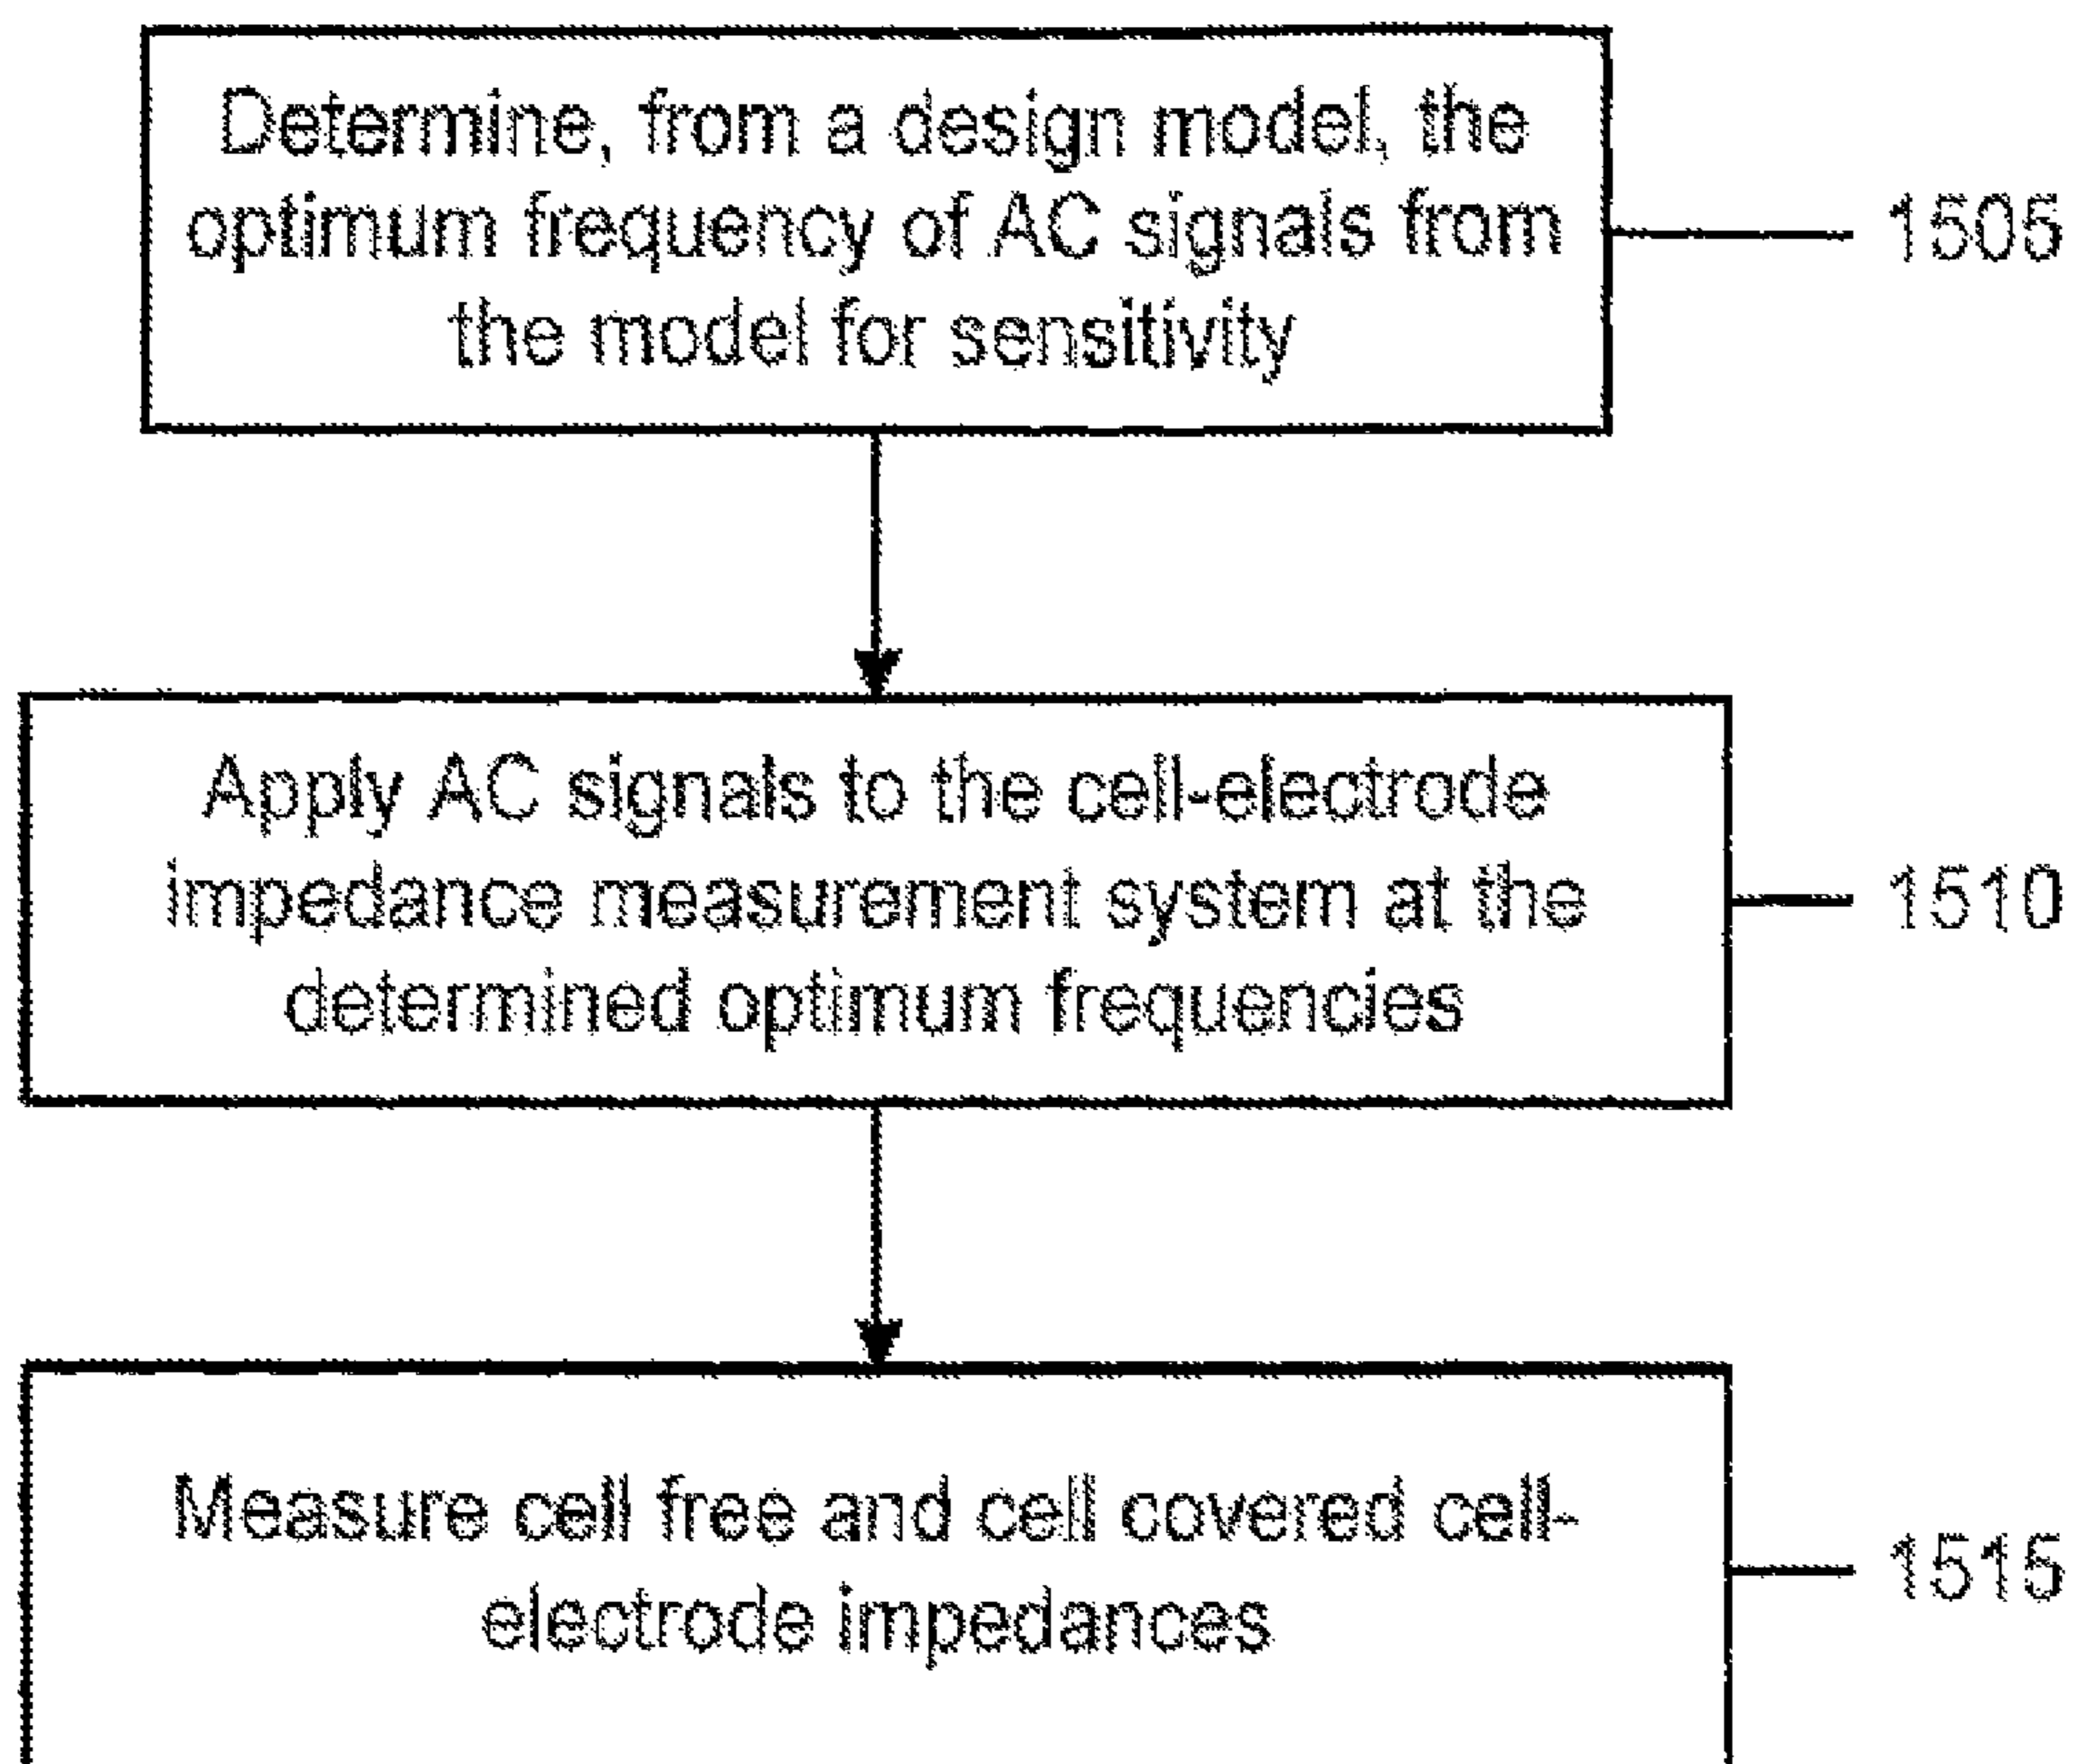 Determine, from a design model, the
optimum frequency of AC signals from
the model for sensitivity
1505
Apply AC signals to the cell-electrode
impedance measurement system at the
determined optimum frequencies
1510
Measure cell free and cell covered cell-
electrode impedances
1515